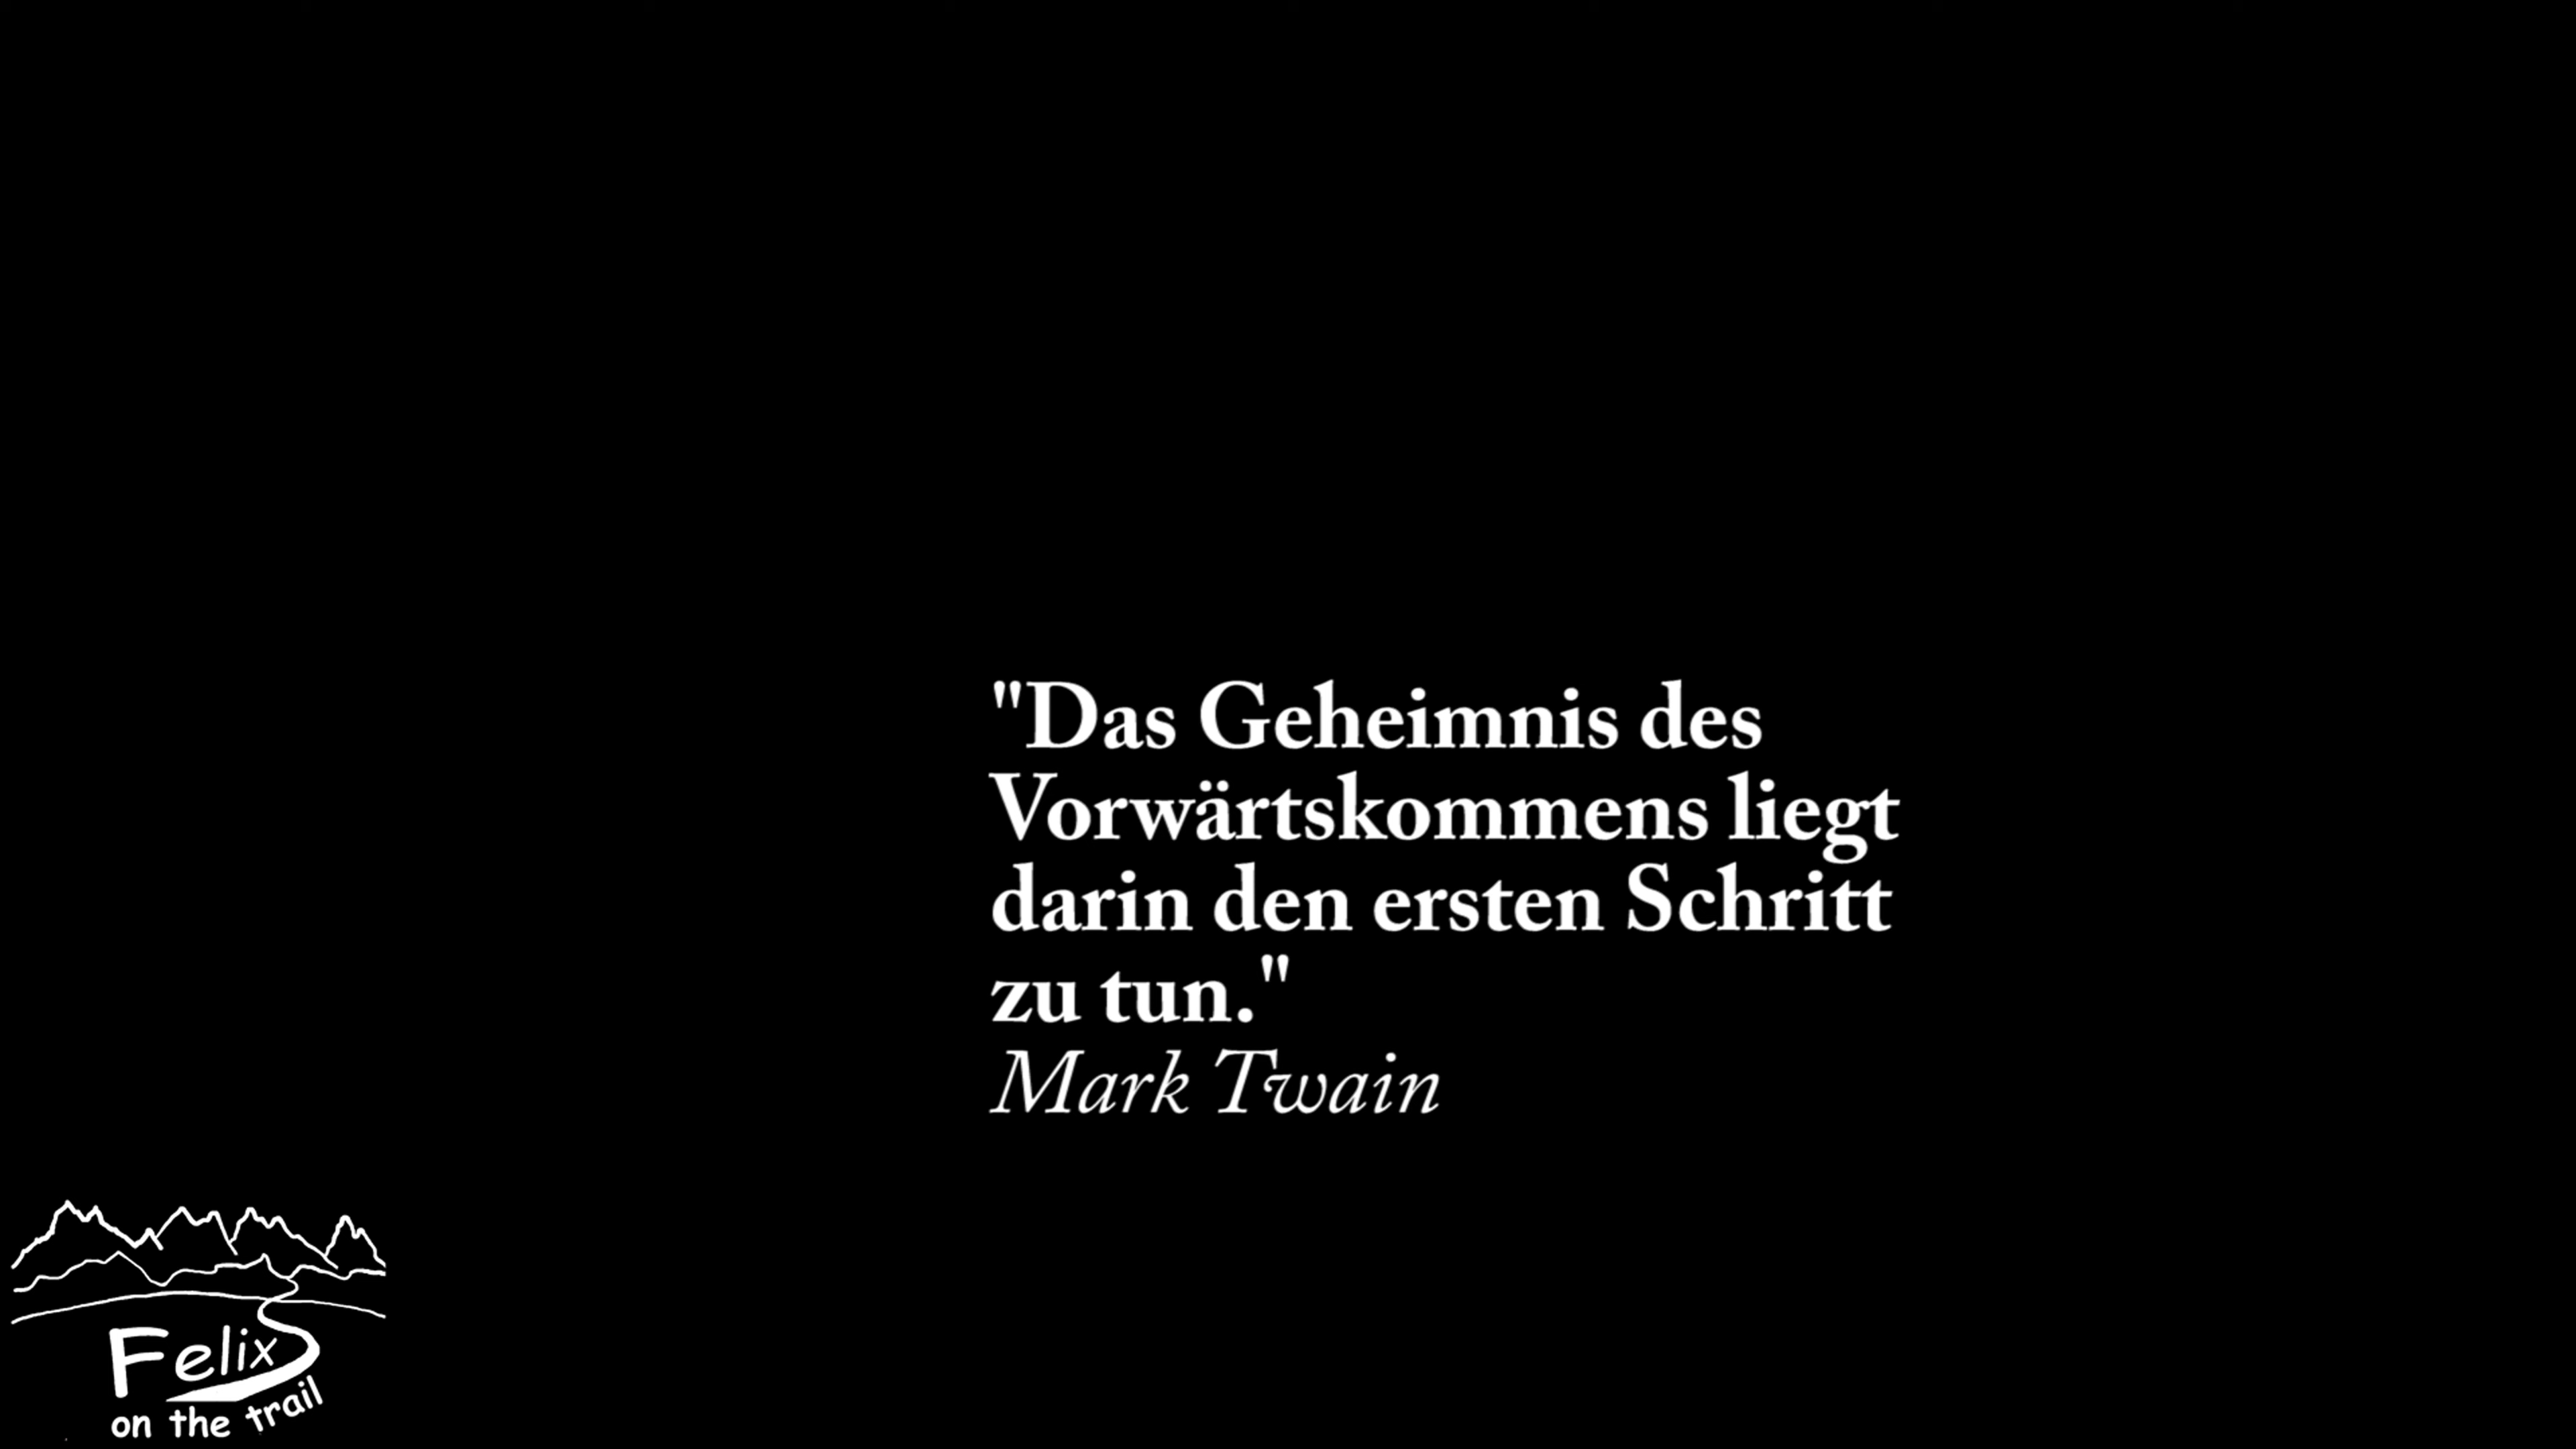 "Das Geheimnis des
Vorwärtskommens liegt
darin den ersten Schritt
zu tun."
Mark Twain
Felix
on the trail